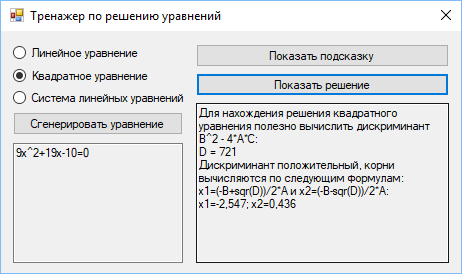 Тренажер по решению уравнений
Линейное уравнение
Квадратное уравнение
Система линейных уравнений
Сгенерировать уравнение
9x^2+19x-10=0
Показать подсказку
Показать решение
Для нахождения решения квадратного
уравнения полезно вычислить дискриминант
B^2 - 4*A*C:
D = 721
Дискриминант положительный, корни
вычисляются по следующим формулам:
x1=(-B+sqr(D))/2*A и x2=(-B-sqr(D))/2*A:
x1=-2,547; x2=0,436